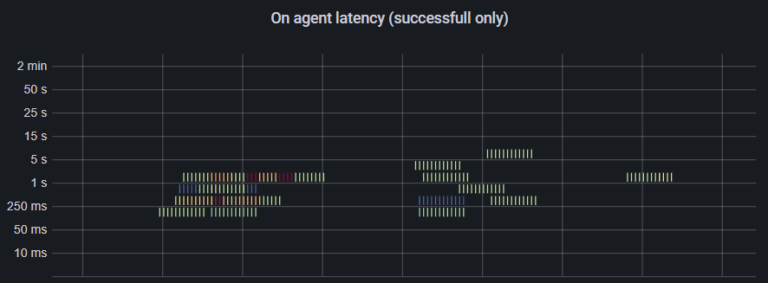 On agent latency (successfull only)
2 min
50 s
25 s
15 s
5 s
1 s
250 ms
50 ms
10 ms